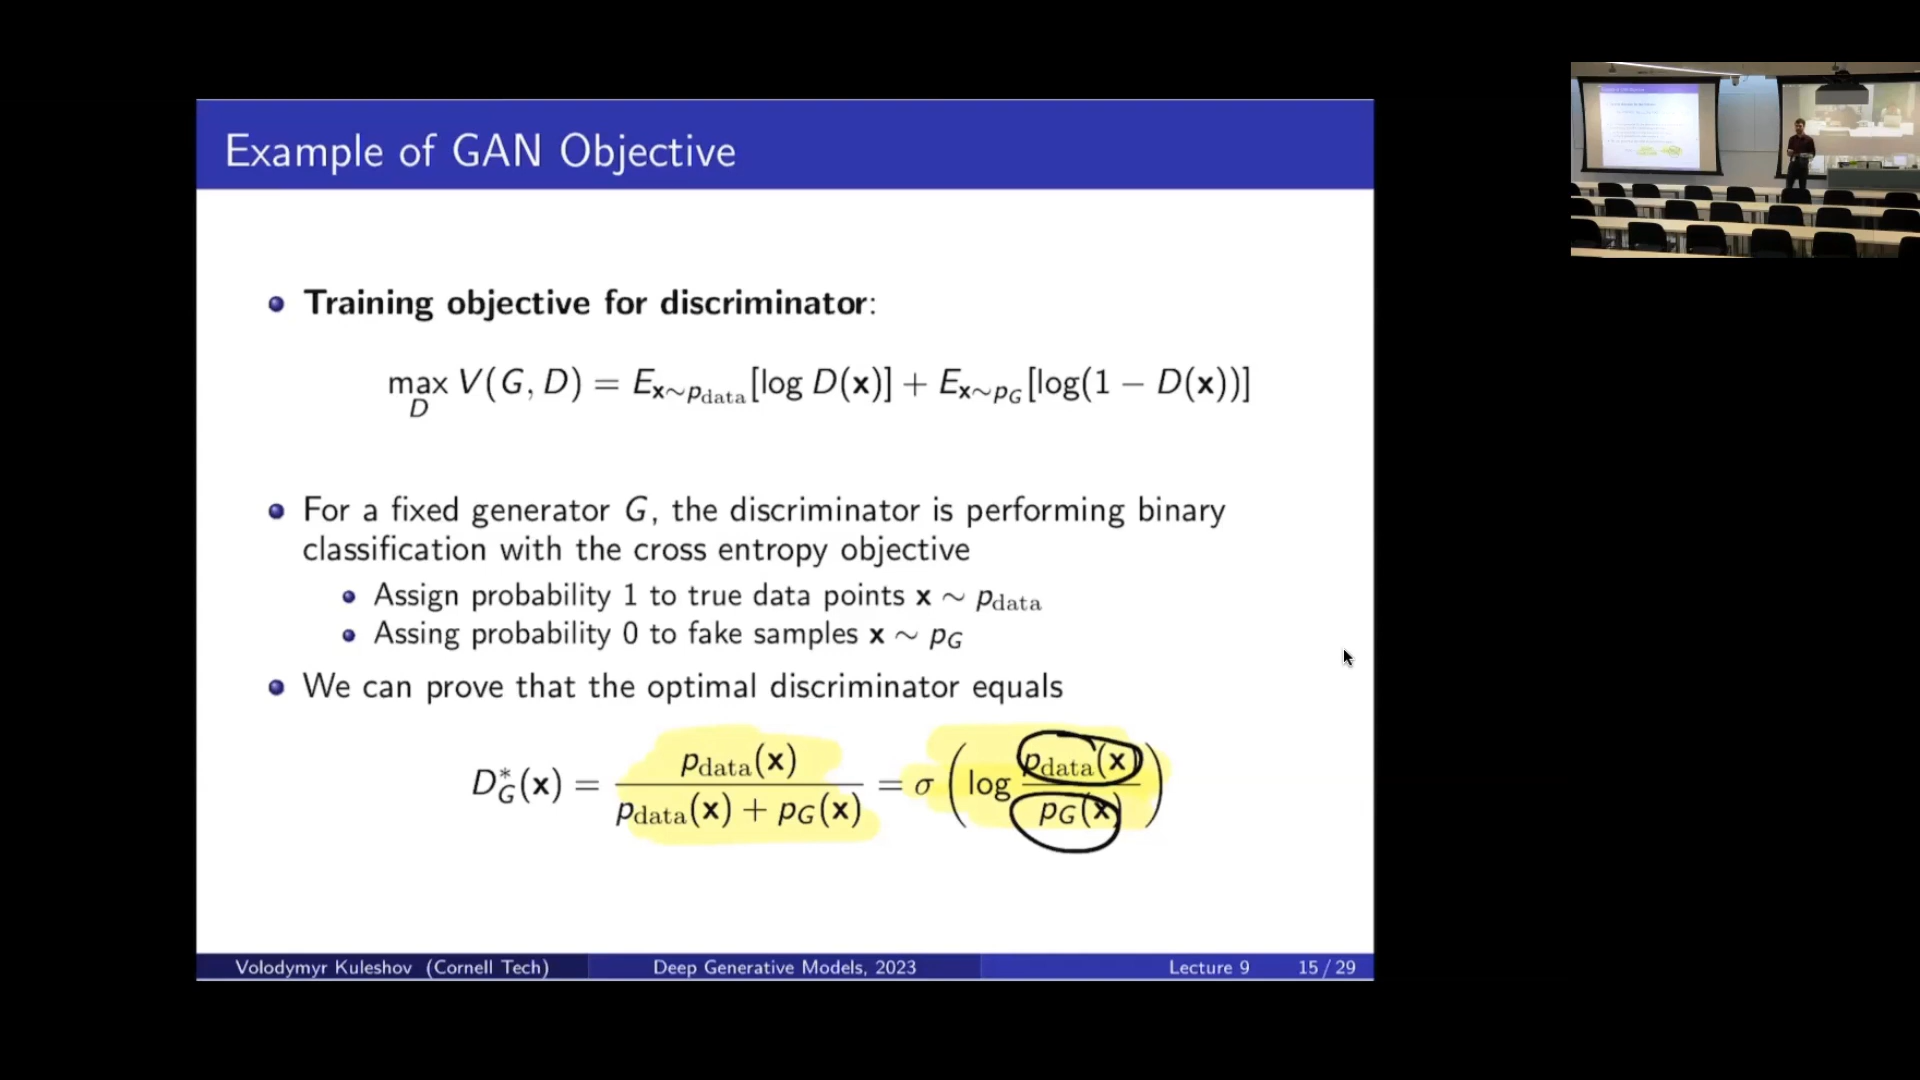 Example of GAN Objective
Training objective for discriminator:
max_D V(G, D) = E_{x∼p_data}[log D(x)] + E_{x∼p_G}[log(1 − D(x))]
For a fixed generator G, the discriminator is performing binary
classification with the cross entropy objective
Assign probability 1 to true data points x ∼ p_data
Assing probability 0 to fake samples x ∼ p_G
We can prove that the optimal discriminator equals
D*_G(x) = p_data(x) / (p_data(x) + p_G(x)) = σ(log p_data(x) / p_G(x))
Volodymyr Kuleshov (Cornell Tech) Deep Generative Models, 2023 Lecture 9 15 / 29